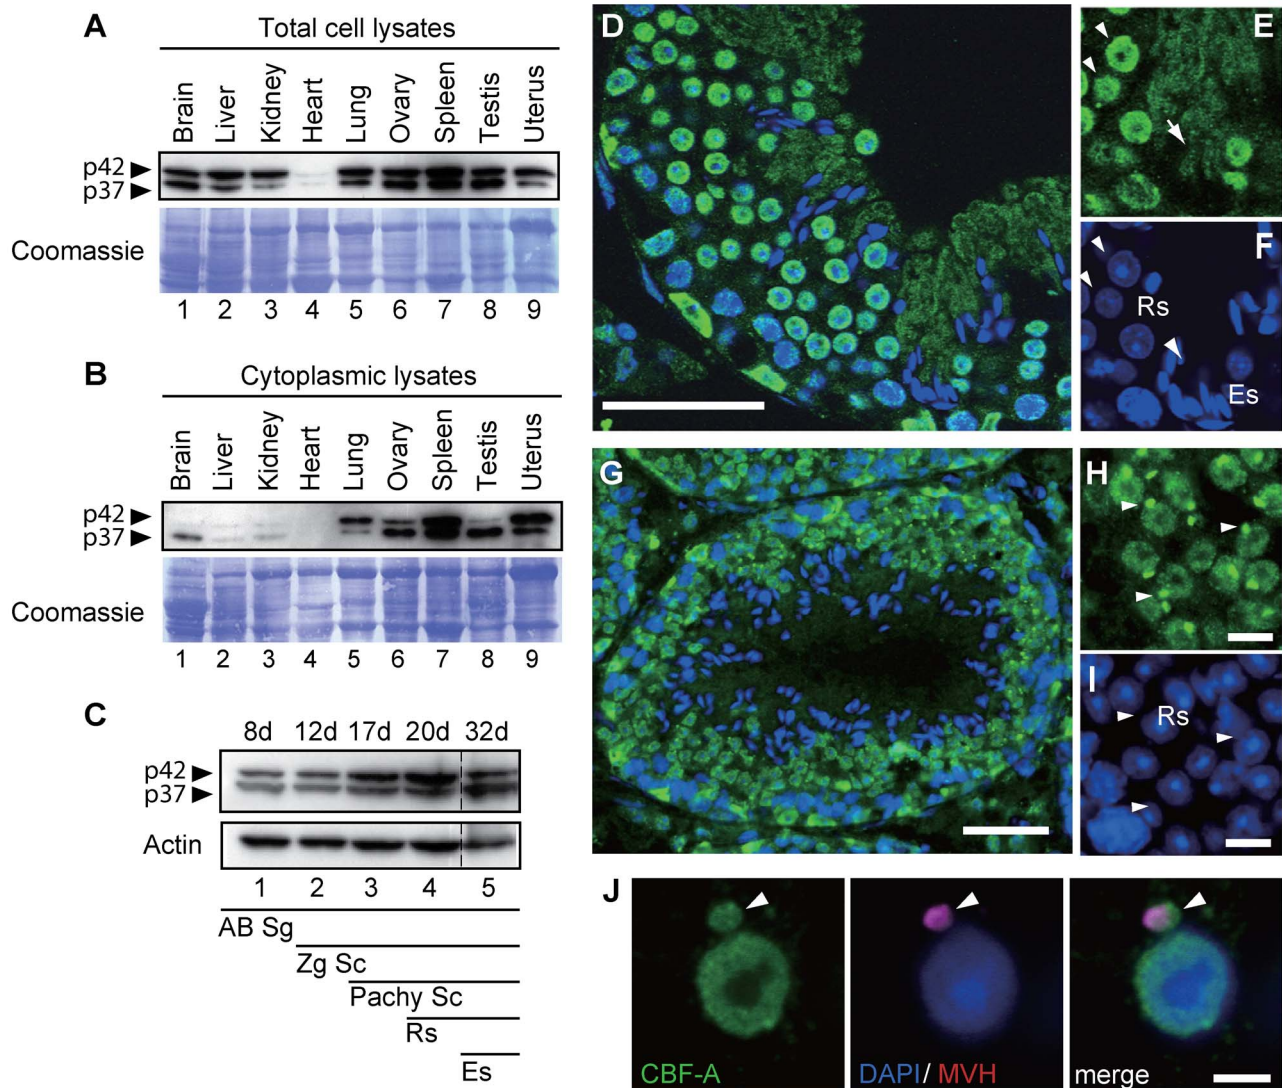 A
Total cell lysates
Brain Liver Kidney Heart Lung Ovary Spleen Testis Uterus
p42
p37
Coomassie
1 2 3 4 5 6 7 8 9
B
Cytoplasmic lysates
Brain Liver Kidney Heart Lung Ovary Spleen Testis Uterus
p42
p37
Coomassie
1 2 3 4 5 6 7 8 9
C
8d 12d 17d 20d 32d
p42
p37
Actin
1 2 3 4 5
AB Sg
Zg Sc
Pachy Sc
Rs
Es
D
E
F
Rs
Es
G
H
I
Rs
J
CBF-A
DAPI/ MVH
merge